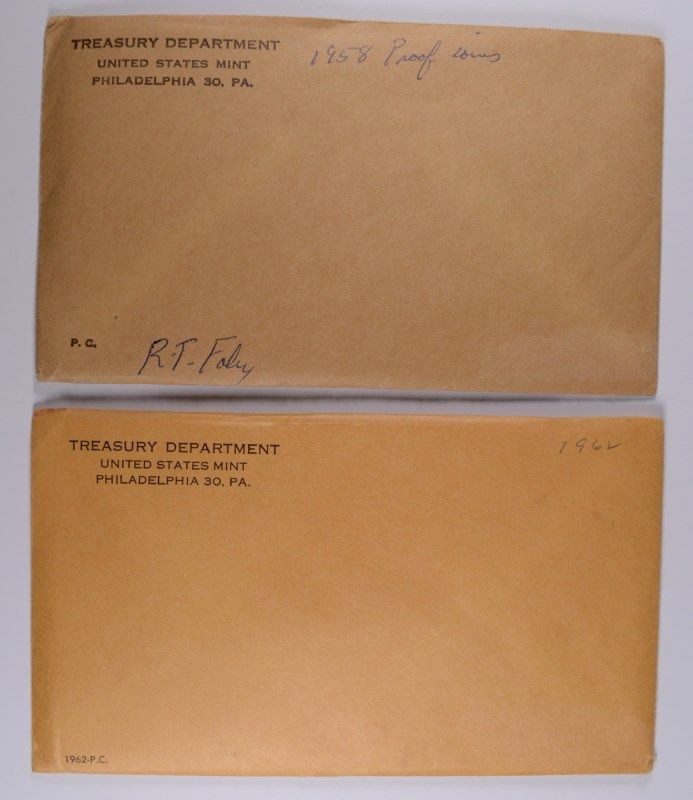 TREASURY DEPARTMENT
UNITED STATES MINT
PHILADELPHIA 30, PA.
1958 Proof Coins
P. C.
R.T. Foley
TREASURY DEPARTMENT
UNITED STATES MINT
PHILADELPHIA 30, PA.
1962
1962-P.C.